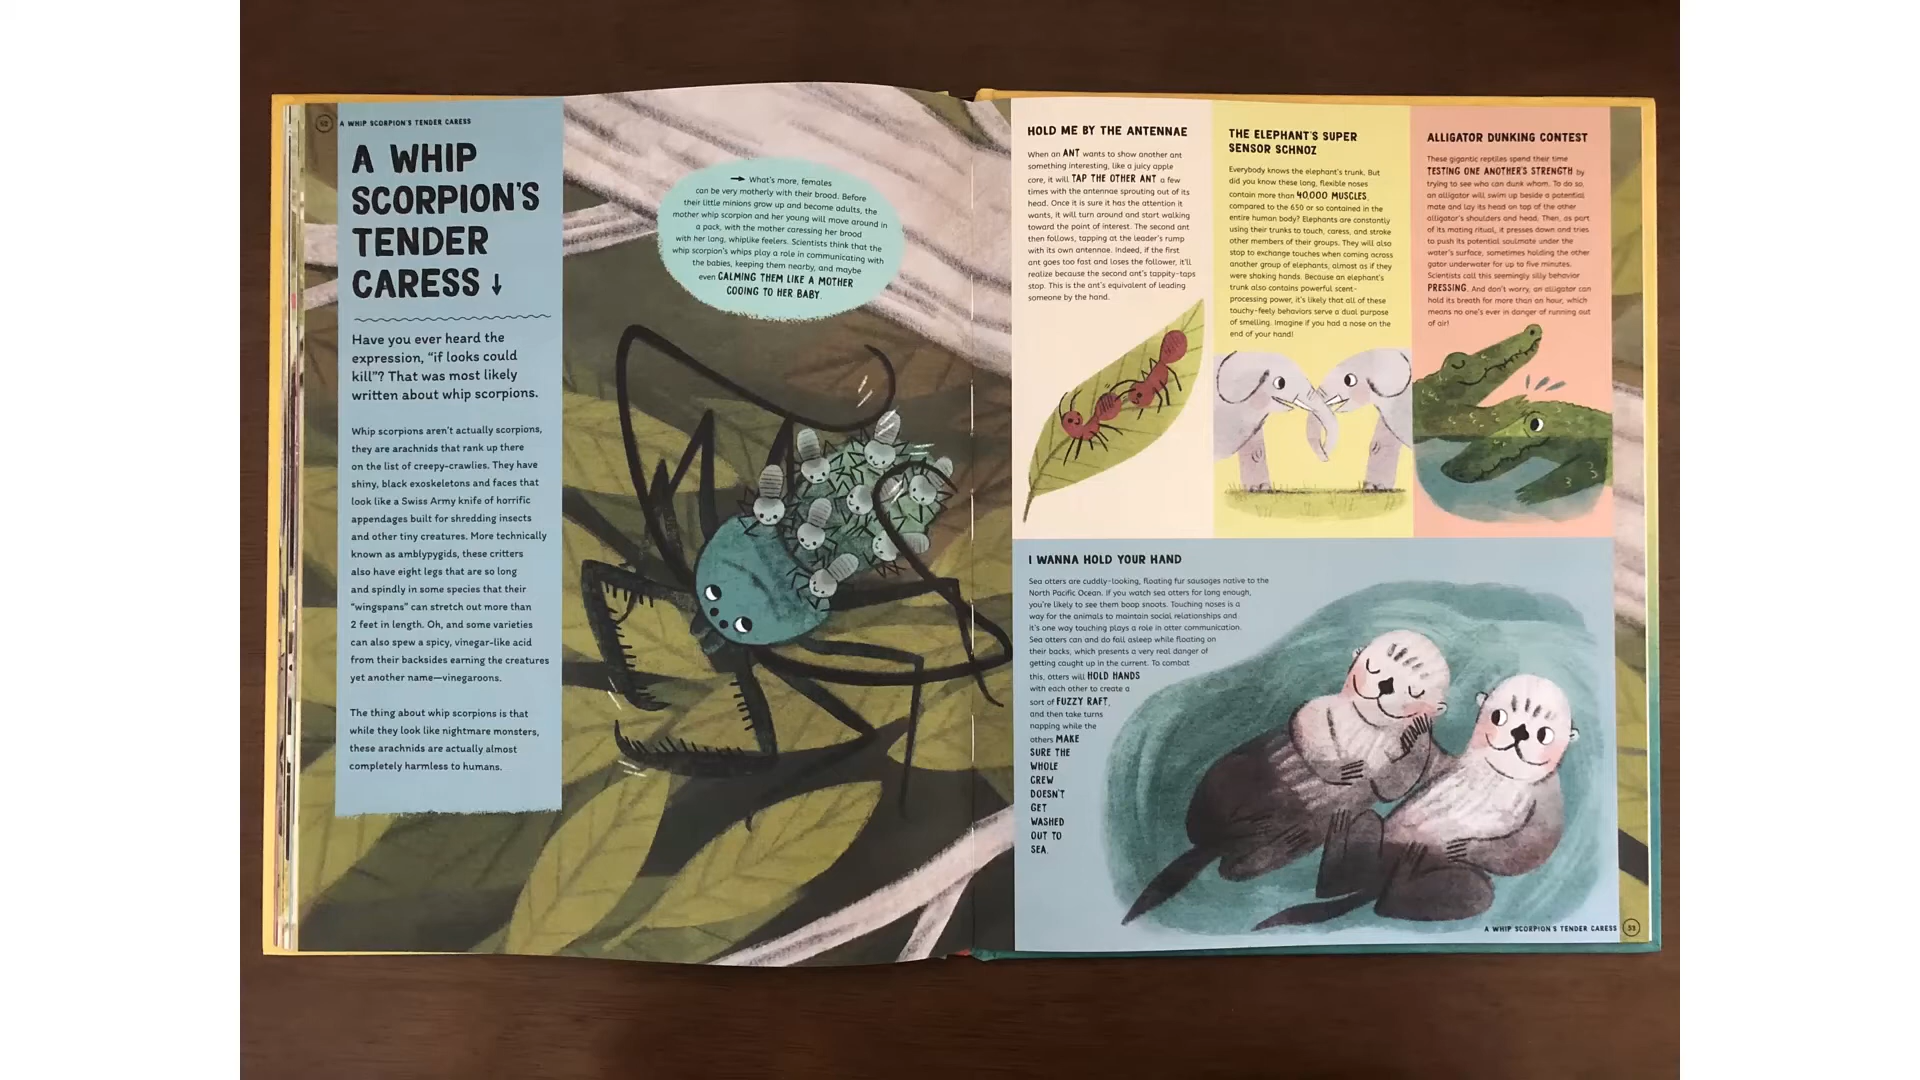 52
A WHIP SCORPION'S TENDER CARESS
A WHIP
SCORPION'S
TENDER
CARESS ↓
Have you ever heard the
expression, "if looks could
kill"? That was most likely
written about whip scorpions.
Whip scorpions aren't actually scorpions,
they are arachnids that rank up there
on the list of creepy-crawlies. They have
shiny, black exoskeletons and faces that
look like a Swiss Army knife of horrific
appendages built for shredding insects
and other tiny creatures. More technically
known as amblypygids, these critters
also have eight legs that are so long
and spindly in some species that their
"wingspans" can stretch out more than
2 feet in length. Oh, and some varieties
can also spew a spicy, vinegar-like acid
from their backsides earning the creatures
yet another name—vinegaroons.
The thing about whip scorpions is that
while they look like nightmare monsters,
these arachnids are actually almost
completely harmless to humans.
→ What's more, females
can be very motherly with their brood. Before
their little minions grow up and become adults, the
mother whip scorpion and her young will move around in
a pack, with the mother caressing her brood
with her long, whiplike feelers. Scientists think that the
whip scorpion's whips play a role in communicating with
the babies, keeping them nearby, and maybe
even CALMING THEM LIKE A MOTHER
COOING TO HER BABY.
HOLD ME BY THE ANTENNAE
When an ANT wants to show another ant
something interesting, like a juicy apple
core, it will TAP THE OTHER ANT a few
times with the antennae sprouting out of its
head. Once it is sure it has the attention it
wants, it will turn around and start walking
toward the point of interest. The second ant
then follows, tapping at the leader's rump
with its own antennae. Indeed, if the first
ant goes too fast and loses the follower, it'll
realize because the second ant's tappity-taps
stop. This is the ant's equivalent of leading
someone by the hand.
THE ELEPHANT'S SUPER
SENSOR SCHNOZ
Everybody knows the elephant's trunk. But
did you know these long, flexible noses
contain more than 40,000 MUSCLES,
compared to the 650 or so contained in the
entire human body? Elephants are constantly
using their trunks to touch, caress, and stroke
other members of their groups. They will also
stop to exchange touches when coming across
another group of elephants, almost as if they
were shaking hands. Because an elephant's
trunk also contains powerful scent-
processing power, it's likely that all of these
touchy-feely behaviors serve a dual purpose
of smelling. Imagine if you had a nose on the
end of your hand!
ALLIGATOR DUNKING CONTEST
These gigantic reptiles spend their time
TESTING ONE ANOTHER'S STRENGTH by
trying to see who can dunk whom. To do so,
an alligator will swim up beside a potential
mate and lay its head on top of the other
alligator's shoulders and head. Then, as part
of its mating ritual, it presses down and tries
to push its potential soulmate under the
water's surface, sometimes holding the other
gator underwater for up to five minutes.
Scientists call this seemingly silly behavior
PRESSING. And don't worry, an alligator can
hold its breath for more than an hour, which
means no one's ever in danger of running out
of air!
I WANNA HOLD YOUR HAND
Sea otters are cuddly-looking, floating fur sausages native to the
North Pacific Ocean. If you watch sea otters for long enough,
you're likely to see them boop snoots. Touching noses is a
way for the animals to maintain social relationships and
it's one way touching plays a role in otter communication.
Sea otters can and do fall asleep while floating on
their backs, which presents a very real danger of
getting caught up in the current. To combat
this, otters will HOLD HANDS
with each other to create a
sort of FUZZY RAFT,
and then take turns
napping while the
others MAKE
SURE THE
WHOLE
CREW
DOESN'T
GET
WASHED
OUT TO
SEA.
A WHIP SCORPION'S TENDER CARESS
53